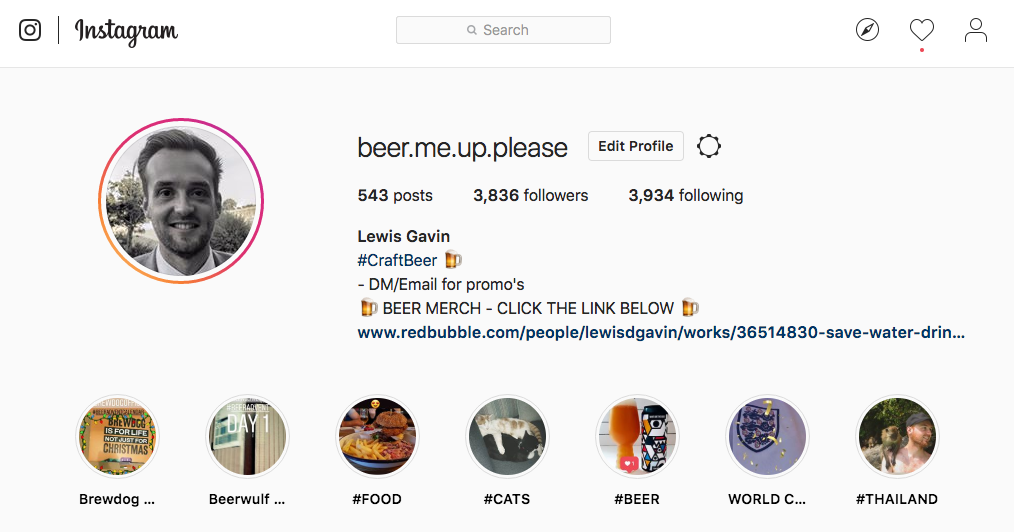 Instagram
Search
beer.me.up.please
Edit Profile
543 posts
3,836 followers
3,934 following
Lewis Gavin
#CraftBeer 🍺
- DM/Email for promo's
🍺 BEER MERCH - CLICK THE LINK BELOW 🍺
www.redbubble.com/people/lewisdgavin/works/36514830-save-water-drin...
BREWDOG
IS FOR LIFE
NOT JUST FOR
CHRISTMAS
DAY 1
Brewdog ...
Beerwulf ...
#FOOD
#CATS
#BEER
WORLD C...
#THAILAND